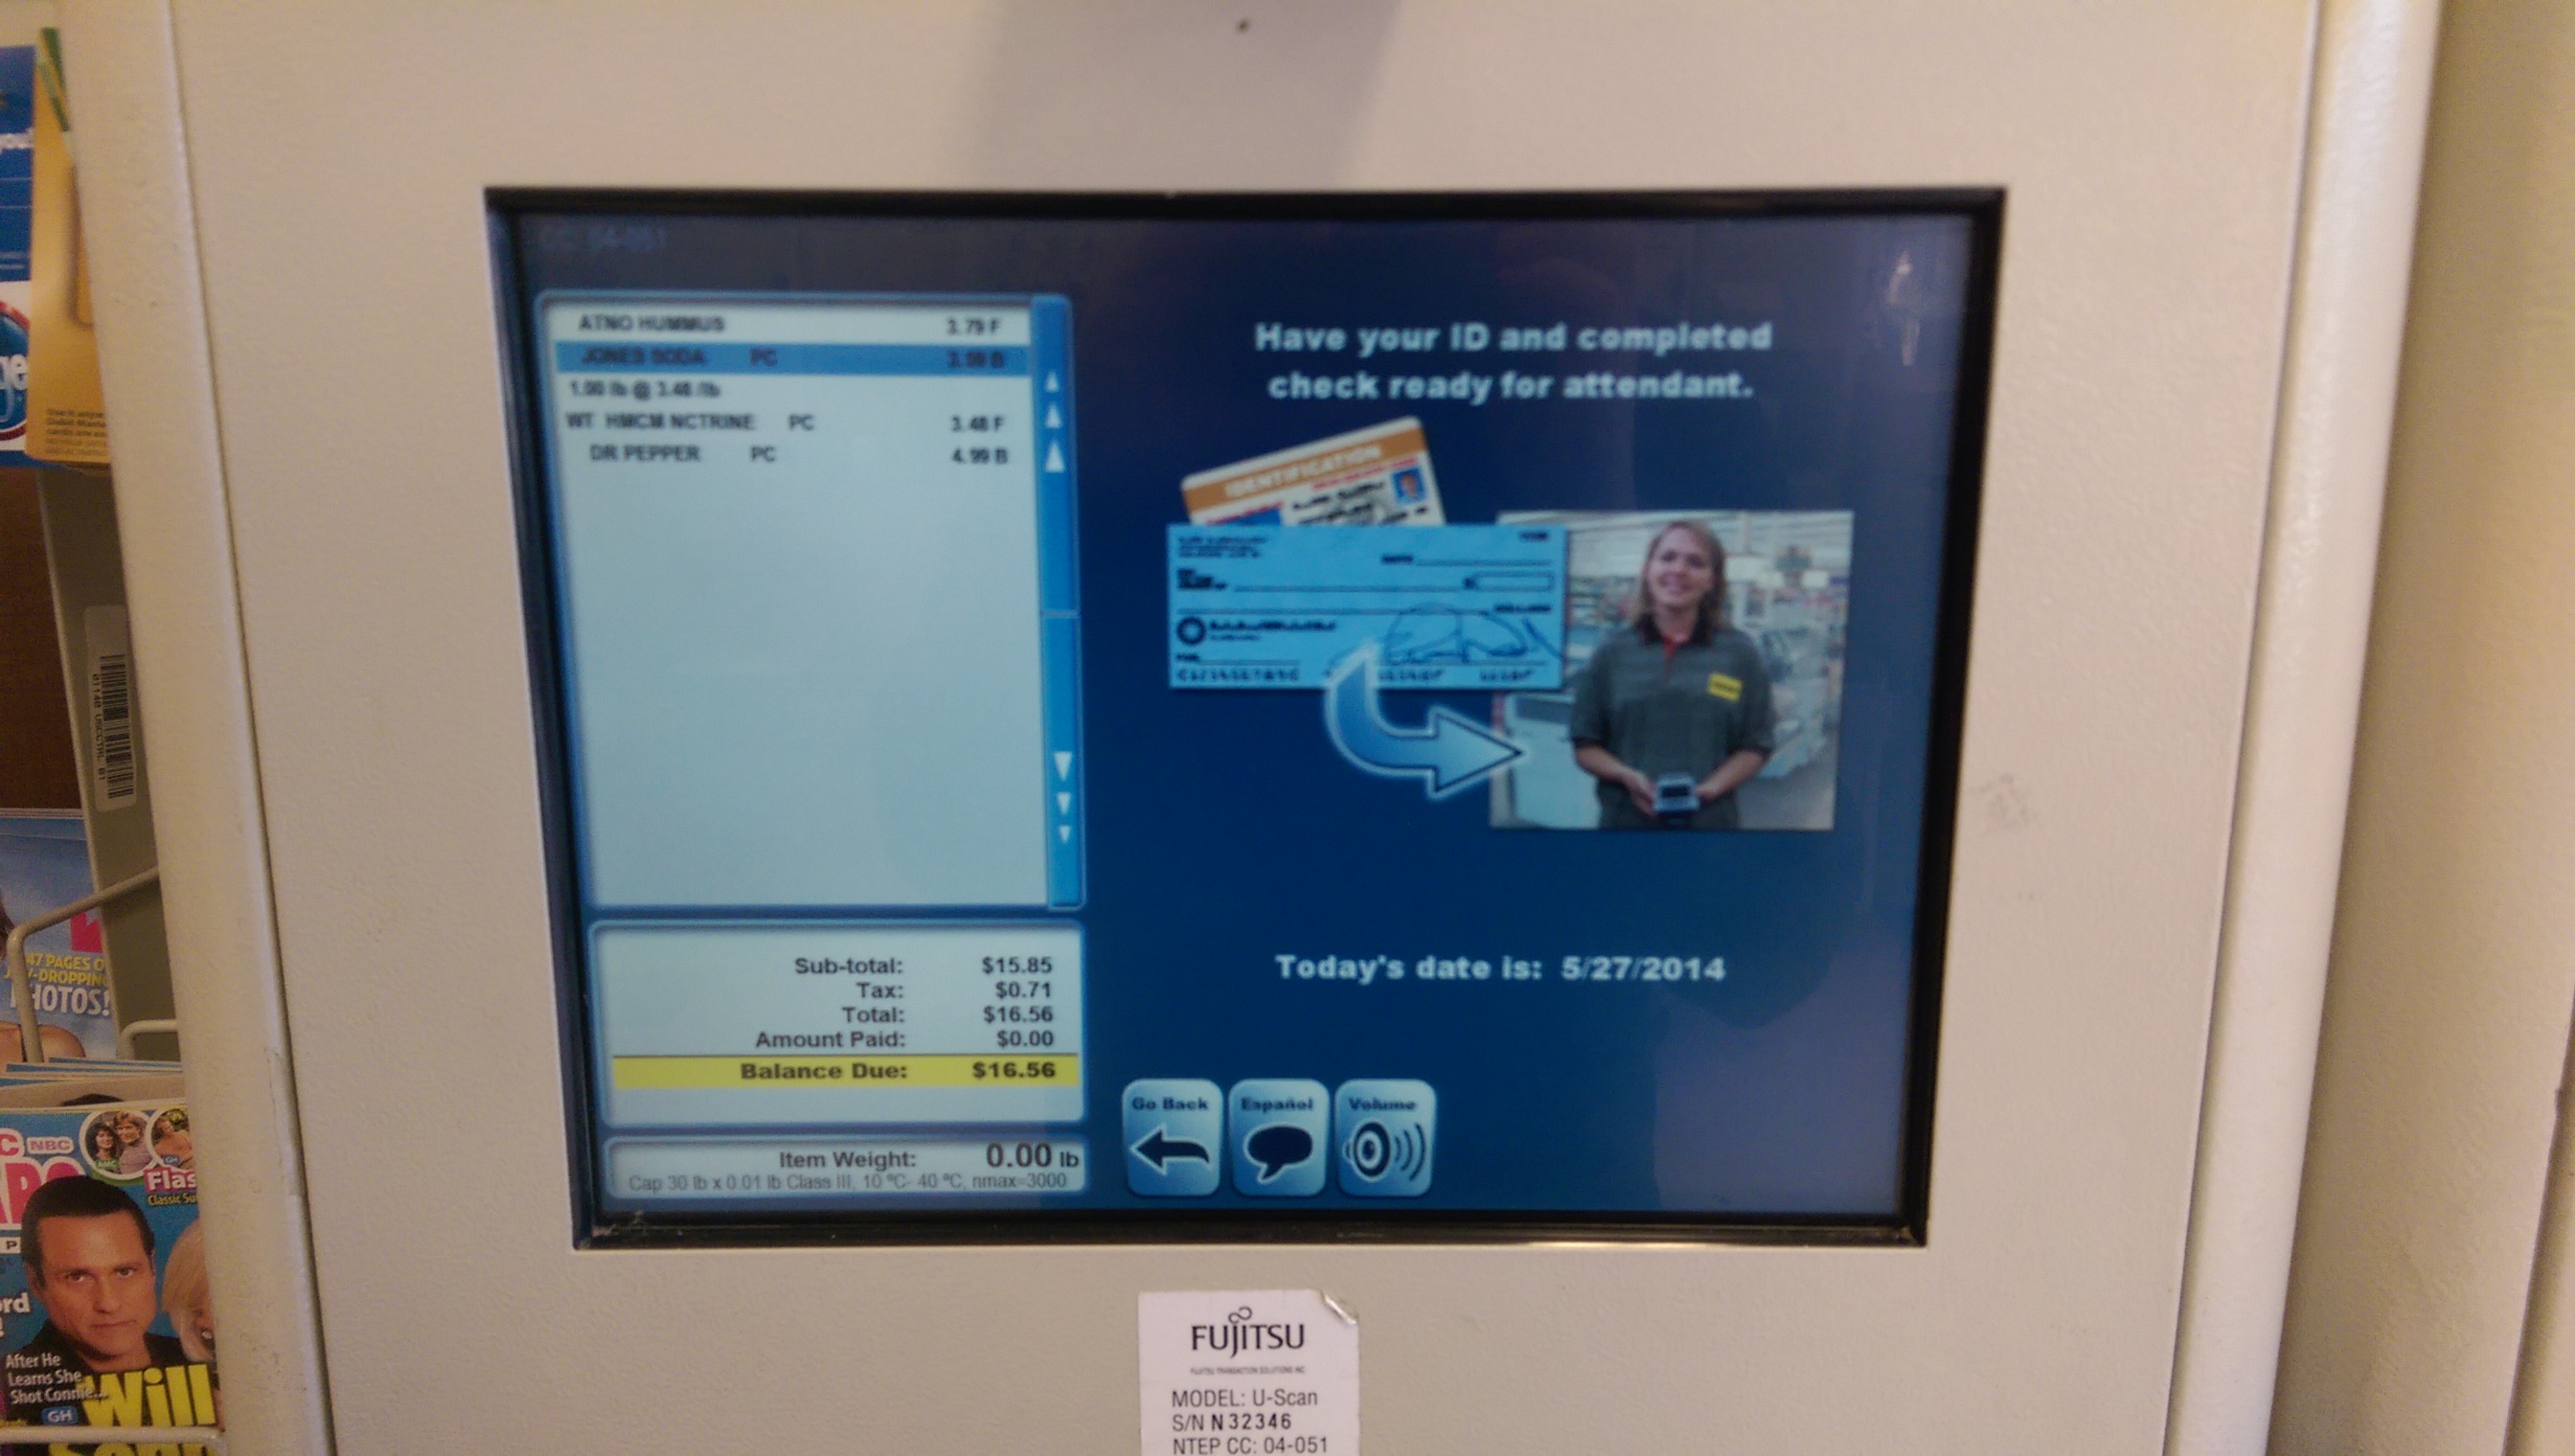 CC: 04-051
ATNO HUMMUS 3.79 F
JONES SODA PC 3.59 B
1.00 lb @ 3.48 /lb
WT HMCM NCTRINE PC 3.48 F
DR PEPPER PC 4.99 B
Sub-total: $15.85
Tax: $0.71
Total: $16.56
Amount Paid: $0.00
Balance Due: $16.56
Item Weight: 0.00 lb
Cap 30 lb x 0.01 lb Class III, 10 °C- 40 °C, nmax=3000
Have your ID and completed
check ready for attendant.
IDENTIFICATION
DATE
Today's date is: 5/27/2014
Go Back
Español
Volume
FUJITSU
FUJITSU TRANSACTION SOLUTIONS INC.
MODEL: U-Scan
S/N N32346
NTEP CC: 04-051
47 PAGES O
-DROPPING
PHOTOS!
NBC
AMC
GH
Flas
Classic Su
After He
Learns She
Shot Connie...
GH
Will